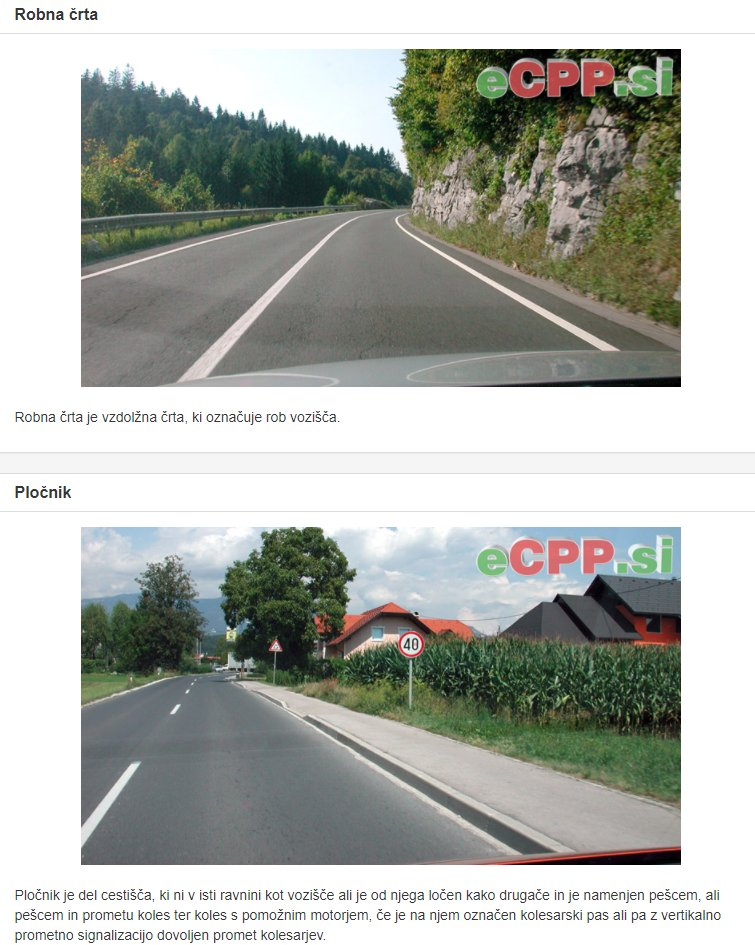 Robna črta
eCPP.si
Robna črta je vzdolžna črta, ki označuje rob vozišča.
Pločnik
eCPP.si
40
Pločnik je del cestišča, ki ni v isti ravnini kot vozišče ali je od njega ločen kako drugače in je namenjen pešcem, ali
pešcem in prometu koles ter koles s pomožnim motorjem, če je na njem označen kolesarski pas ali pa z vertikalno
prometno signalizacijo dovoljen promet kolesarjev.